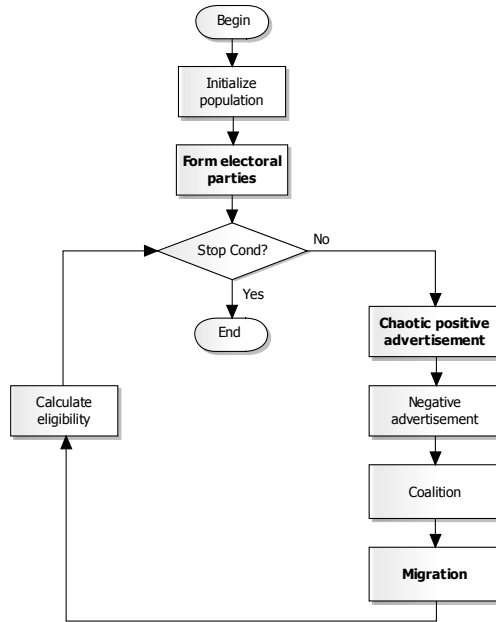 Begin
Initialize
population
Form electoral
parties
Stop Cond?
No
Yes
End
Chaotic positive
advertisement
Negative
advertisement
Coalition
Migration
Calculate
eligibility